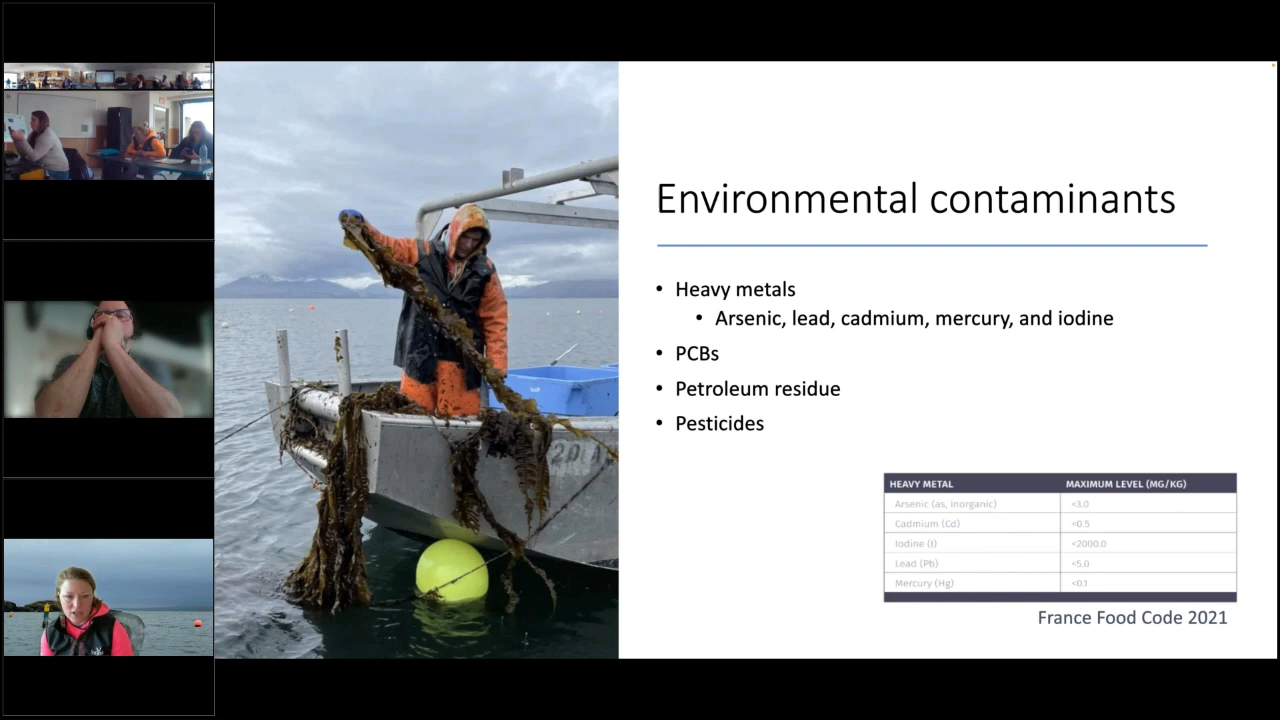 Environmental contaminants
• Heavy metals
• Arsenic, lead, cadmium, mercury, and iodine
• PCBs
• Petroleum residue
• Pesticides
HEAVY METAL MAXIMUM LEVEL (MG/KG)
Arsenic (as, inorganic) <3.0
Cadmium (Cd) <0.5
Iodine (I) <2000.0
Lead (Pb) <5.0
Mercury (Hg) <0.1
France Food Code 2021